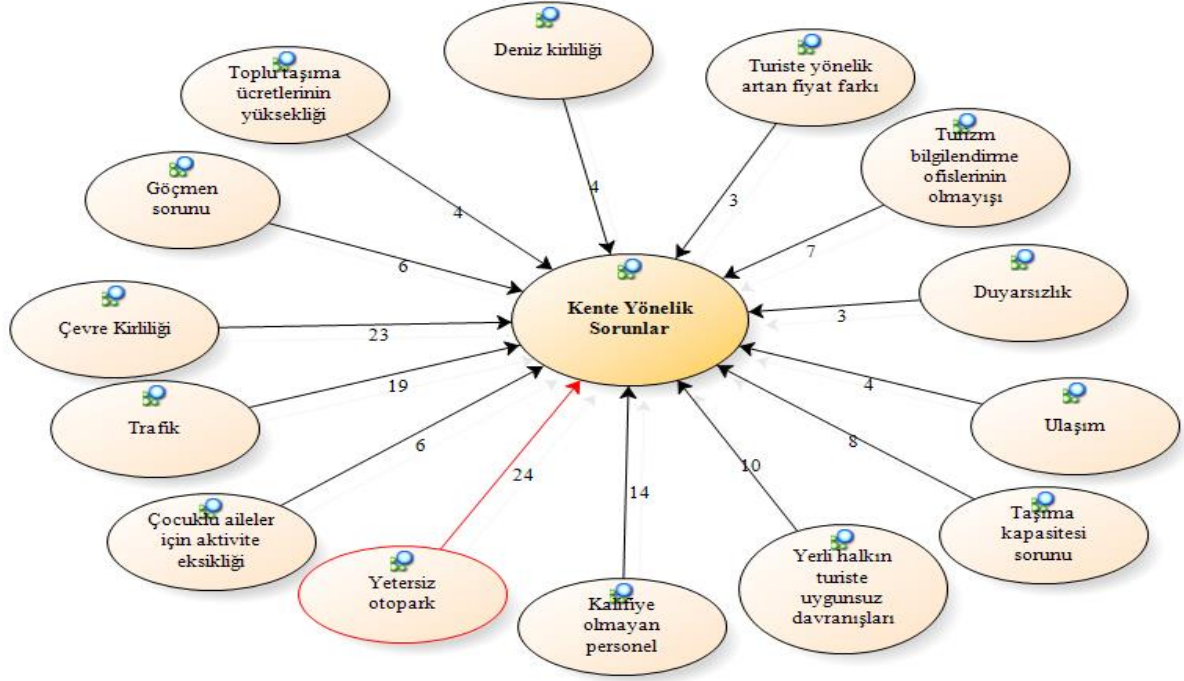 Deniz kirliliği
Turiste yönelik
artan fiyat farkı
Toplu taşıma
ücretlerinin
yüksekliği
Turizm
bilgilendirme
ofislerinin
olmayışı
Göçmen
sorunu
4
3
4
7
6
Kente Yönelik
Sorunlar
Duyarsızlık
3
Çevre Kirliliği
23
19
4
Trafik
Ulaşım
6
8
24
10
14
Çocuklu aileler
için aktivite
eksikliği
Taşıma
kapasitesi
sorunu
Yetersiz
otopark
Kalifiye
olmayan
personel
Yerli halkın
turiste
uygunsuz
davranışları